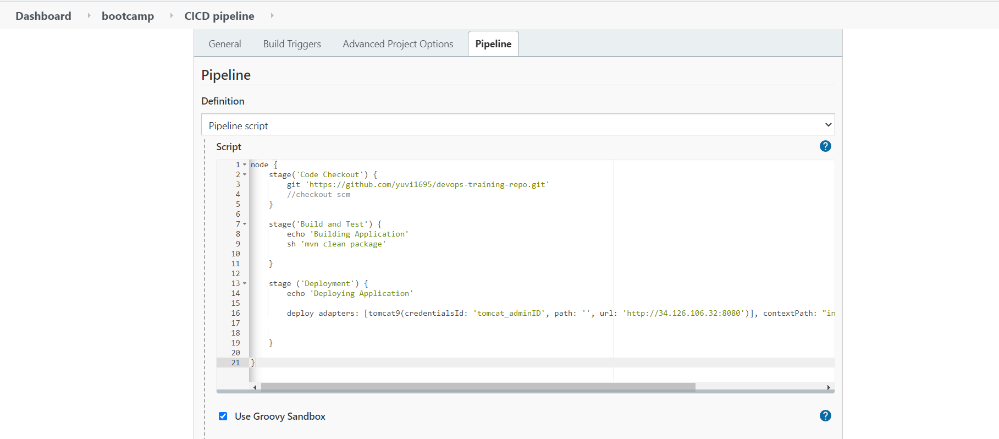 Dashboard bootcamp CICD pipeline
General Build Triggers Advanced Project Options Pipeline
Pipeline
Definition
Pipeline script
Script
?
1 node {
2 stage('Code Checkout') {
3 git 'https://github.com/yuvi1695/devops-training-repo.git'
4 //checkout scm
5 }
6
7 stage('Build and Test') {
8 echo 'Building Application'
9 sh 'mvn clean package'
10
11 }
12
13 stage ('Deployment') {
14 echo 'Deploying Application'
15
16 deploy adapters: [tomcat9(credentialsId: 'tomcat_adminID', path: '', url: 'http://34.126.106.32:8080')], contextPath: "in
17
18
19 }
20
21 }
Use Groovy Sandbox
?